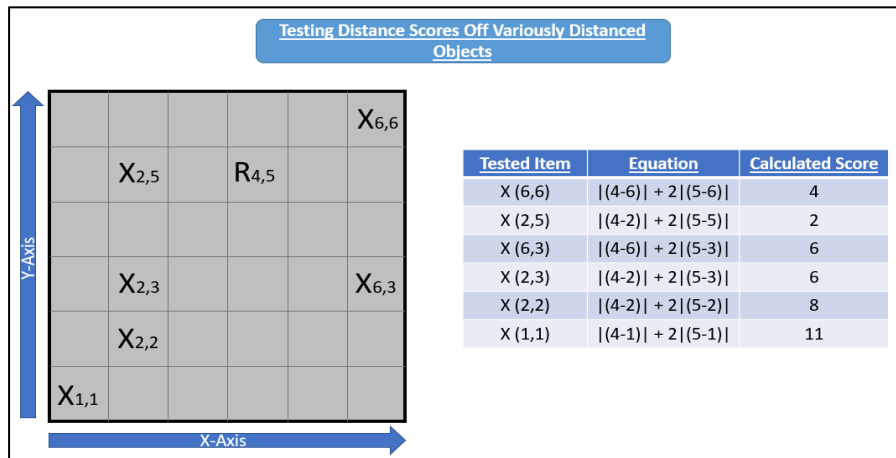 Testing Distance Scores Off Variously Distanced
Objects
X6,6
X2,5 R4,5
X2,3 X6,3
X2,2
X1,1
Y-Axis
X-Axis
Tested Item Equation Calculated Score
X (6,6) |(4-6)| + 2|(5-6)| 4
X (2,5) |(4-2)| + 2|(5-5)| 2
X (6,3) |(4-6)| + 2|(5-3)| 6
X (2,3) |(4-2)| + 2|(5-3)| 6
X (2,2) |(4-2)| + 2|(5-2)| 8
X (1,1) |(4-1)| + 2|(5-1)| 11